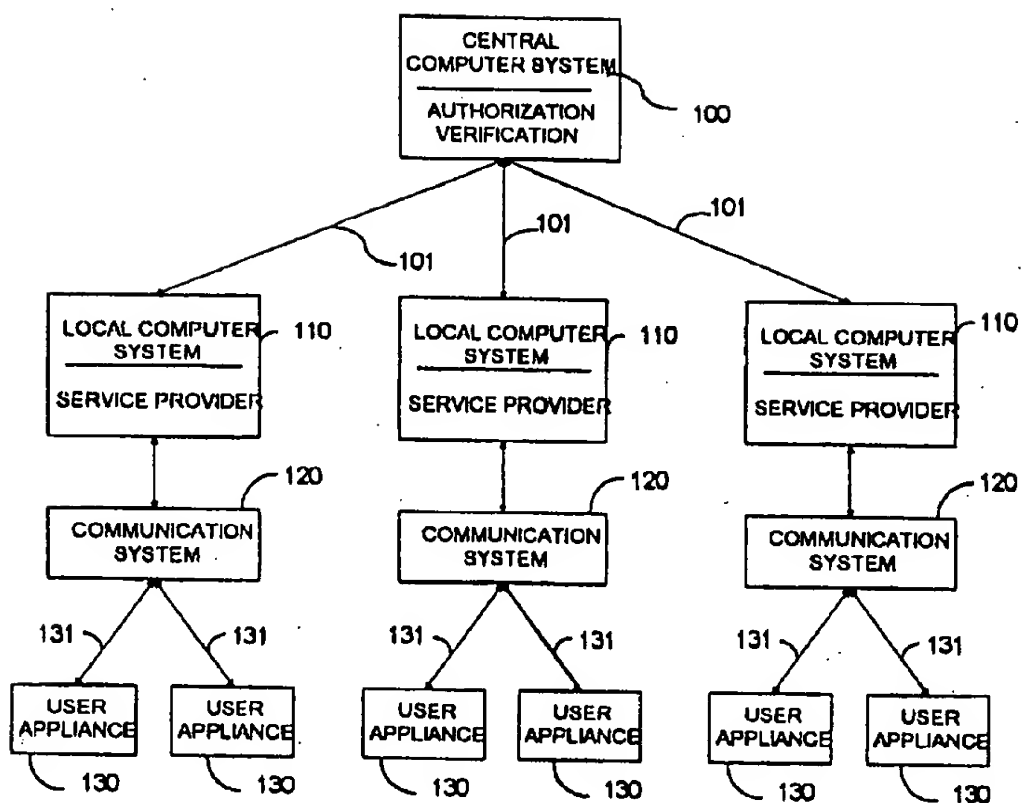 CENTRAL
COMPUTER SYSTEM
AUTHORIZATION
VERIFICATION
100
101
101
101
LOCAL COMPUTER
SYSTEM
SERVICE PROVIDER
110
LOCAL COMPUTER
SYSTEM
SERVICE PROVIDER
110
LOCAL COMPUTER
SYSTEM
SERVICE PROVIDER
110
COMMUNICATION
SYSTEM
120
COMMUNICATION
SYSTEM
120
COMMUNICATION
SYSTEM
120
131
131
131
131
131
131
USER
APPLIANCE
USER
APPLIANCE
USER
APPLIANCE
USER
APPLIANCE
USER
APPLIANCE
USER
APPLIANCE
130
130
130
130
130
130